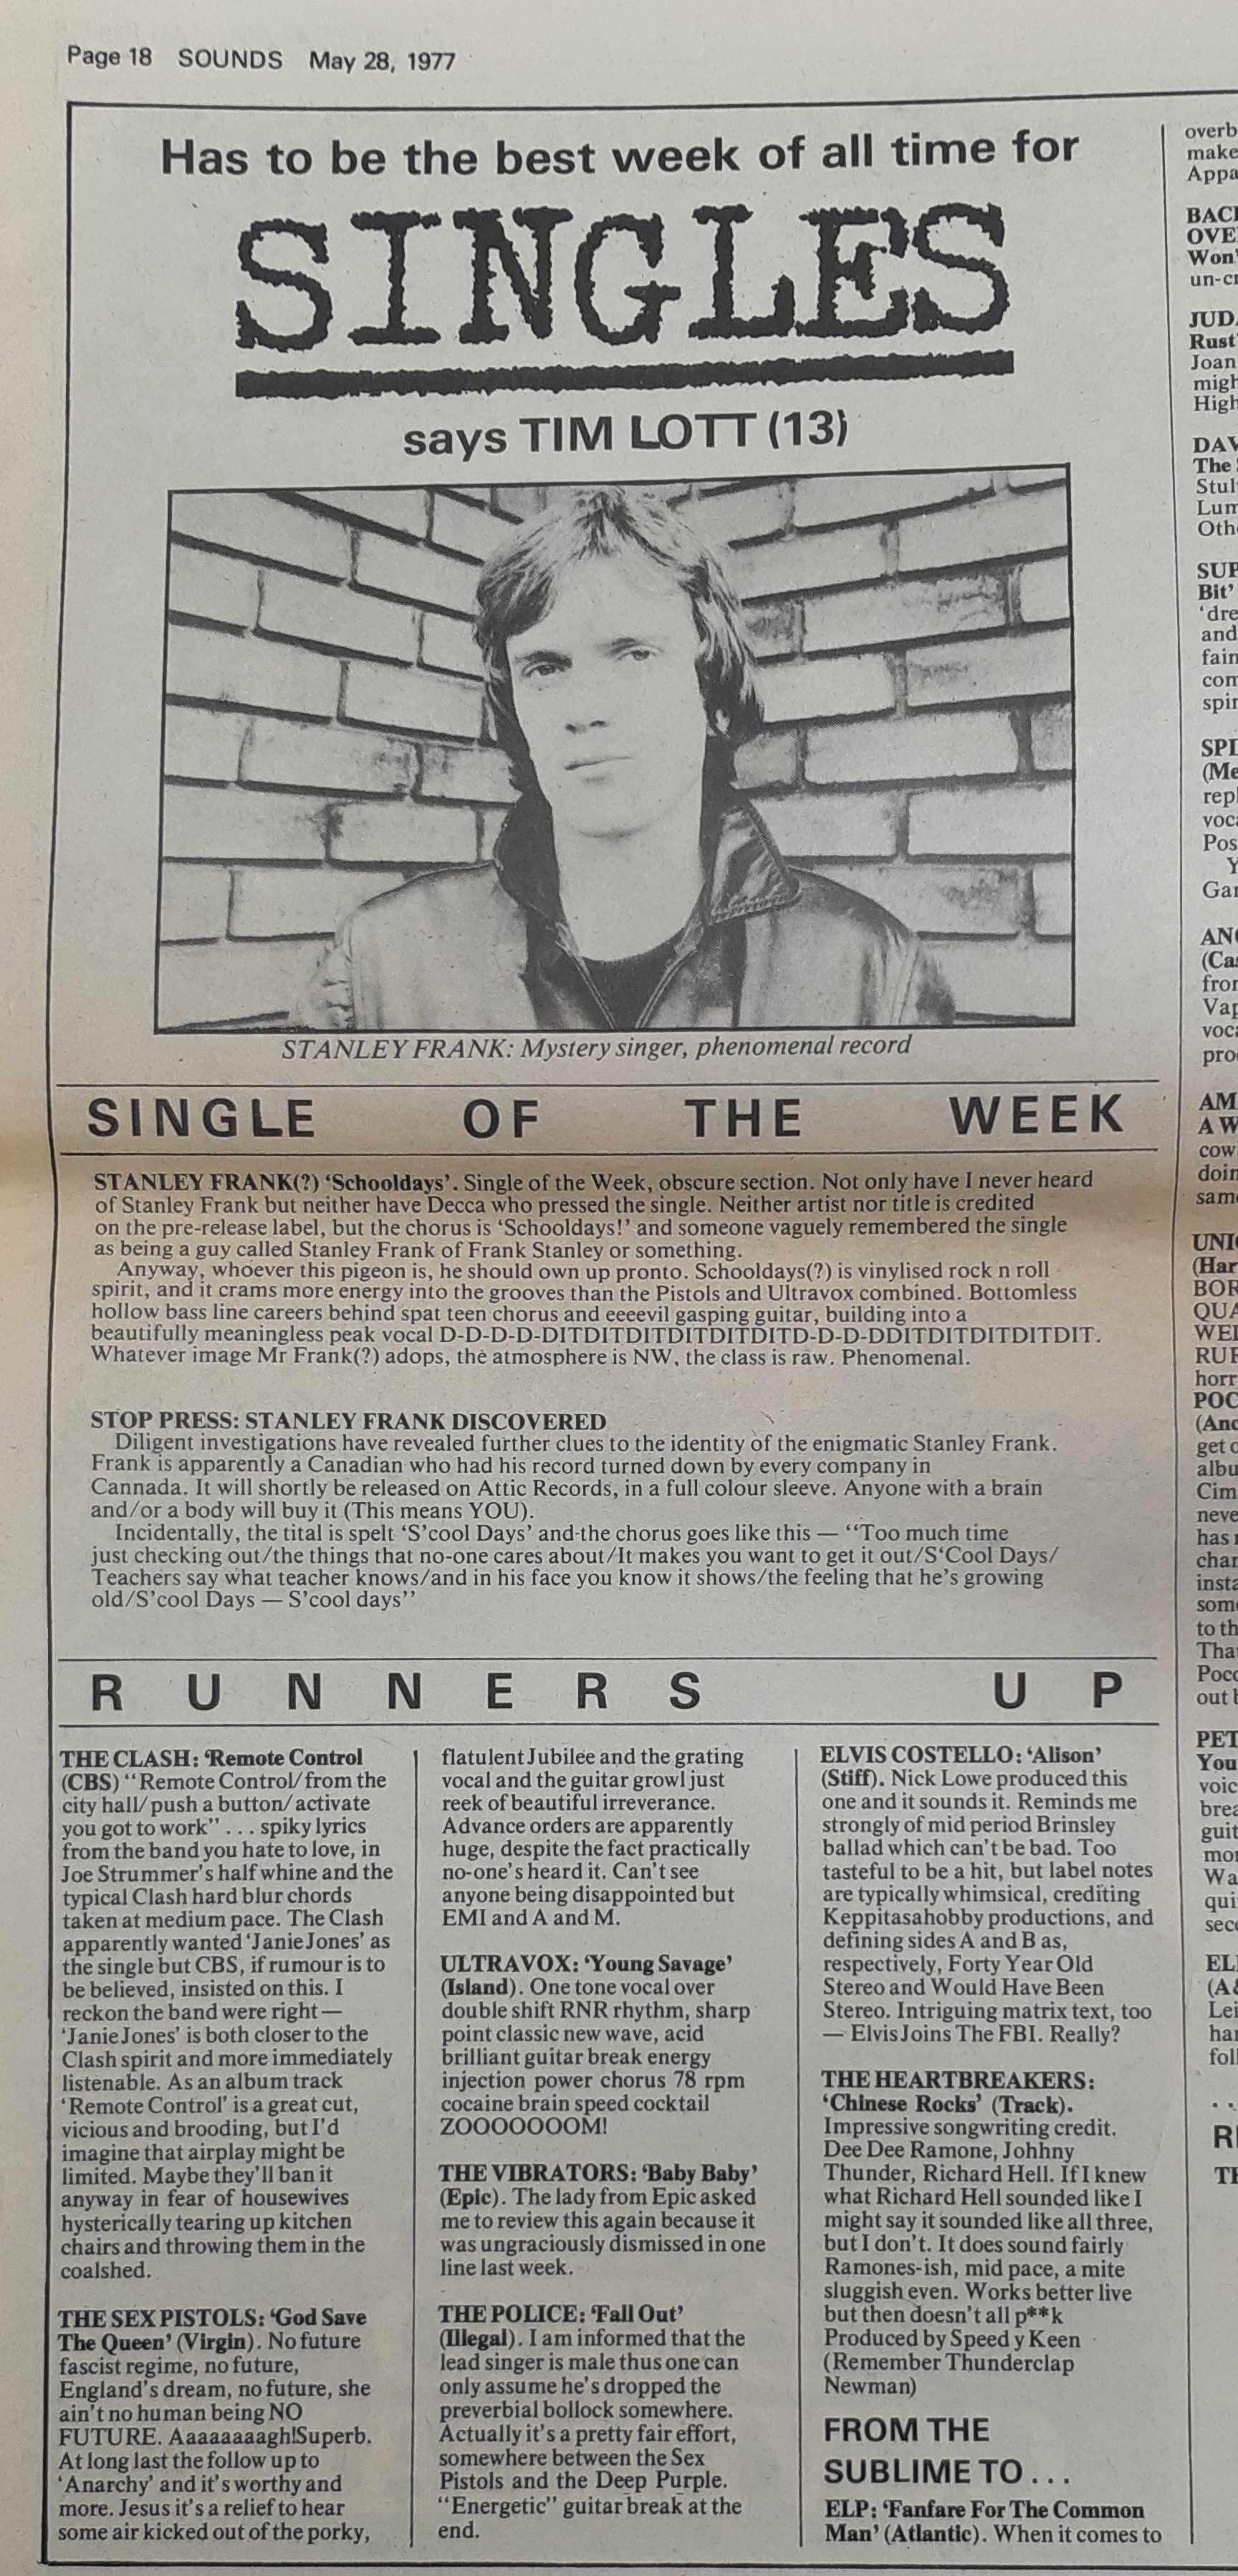 Page 18 SOUNDS May 28, 1977
Has to be the best week of all time for
SINGLES
says TIM LOTT (13)
STANLEY FRANK: Mystery singer, phenomenal record
SINGLE OF THE WEEK
STANLEY FRANK(?) ‘Schooldays’. Single of the Week, obscure section. Not only have I never heard
of Stanley Frank but neither have Decca who pressed the single. Neither artist nor title is credited
on the pre-release label, but the chorus is ‘Schooldays!’ and someone vaguely remembered the single
as being a guy called Stanley Frank of Frank Stanley or something.
Anyway, whoever this pigeon is, he should own up pronto. Schooldays(?) is vinylised rock n roll
spirit, and it crams more energy into the grooves than the Pistols and Ultravox combined. Bottomless
hollow bass line careers behind spat teen chorus and eeeevil gasping guitar, building into a
beautifully meaningless peak vocal D-D-D-D-DITDITDITDITDITDITD-D-D-DDITDITDITDITDIT.
Whatever image Mr Frank(?) adops, the atmosphere is NW, the class is raw. Phenomenal.
STOP PRESS: STANLEY FRANK DISCOVERED
Diligent investigations have revealed further clues to the identity of the enigmatic Stanley Frank.
Frank is apparently a Canadian who had his record turned down by every company in
Cannada. It will shortly be released on Attic Records, in a full colour sleeve. Anyone with a brain
and/or a body will buy it (This means YOU).
Incidentally, the tital is spelt ‘S’cool Days’ and the chorus goes like this — “Too much time
just checking out/the things that no-one cares about/It makes you want to get it out/S‘Cool Days/
Teachers say what teacher knows/and in his face you know it shows/the feeling that he’s growing
old/S’cool Days — S’cool days”
RUNNERS UP
THE CLASH: ‘Remote Control
(CBS) “Remote Control/from the
city hall/push a button/activate
you got to work” . . . spiky lyrics
from the band you hate to love, in
Joe Strummer’s half whine and the
typical Clash hard blur chords
taken at medium pace. The Clash
apparently wanted ‘Janie Jones’ as
the single but CBS, if rumour is to
be believed, insisted on this. I
reckon the band were right —
‘Janie Jones’ is both closer to the
Clash spirit and more immediately
listenable. As an album track
‘Remote Control’ is a great cut,
vicious and brooding, but I’d
imagine that airplay might be
limited. Maybe they’ll ban it
anyway in fear of housewives
hysterically tearing up kitchen
chairs and throwing them in the
coalshed.
THE SEX PISTOLS: ‘God Save
The Queen’ (Virgin). No future
fascist regime, no future,
England’s dream, no future, she
ain’t no human being NO
FUTURE. Aaaaaaaagh!Superb.
At long last the follow up to
‘Anarchy’ and it’s worthy and
more. Jesus it’s a relief to hear
some air kicked out of the porky,
flatulent Jubilee and the grating
vocal and the guitar growl just
reek of beautiful irreverance.
Advance orders are apparently
huge, despite the fact practically
no-one’s heard it. Can’t see
anyone being disappointed but
EMI and A and M.
ULTRAVOX: ‘Young Savage’
(Island). One tone vocal over
double shift RNR rhythm, sharp
point classic new wave, acid
brilliant guitar break energy
injection power chorus 78 rpm
cocaine brain speed cocktail
ZOOOOOOOM!
THE VIBRATORS: ‘Baby Baby’
(Epic). The lady from Epic asked
me to review this again because it
was ungraciously dismissed in one
line last week.
THE POLICE: ‘Fall Out’
(Illegal). I am informed that the
lead singer is male thus one can
only assume he’s dropped the
preverbial bollock somewhere.
Actually it’s a pretty fair effort,
somewhere between the Sex
Pistols and the Deep Purple.
“Energetic” guitar break at the
end.
ELVIS COSTELLO: ‘Alison’
(Stiff). Nick Lowe produced this
one and it sounds it. Reminds me
strongly of mid period Brinsley
ballad which can’t be bad. Too
tasteful to be a hit, but label notes
are typically whimsical, crediting
Keppitasahobby productions, and
defining sides A and B as,
respectively, Forty Year Old
Stereo and Would Have Been
Stereo. Intriguing matrix text, too
— Elvis Joins The FBI. Really?
THE HEARTBREAKERS:
‘Chinese Rocks’ (Track).
Impressive songwriting credit.
Dee Dee Ramone, Johhny
Thunder, Richard Hell. If I knew
what Richard Hell sounded like I
might say it sounded like all three,
but I don’t. It does sound fairly
Ramones-ish, mid pace, a mite
sluggish even. Works better live
but then doesn’t all p**k
Produced by Speed y Keen
(Remember Thunderclap
Newman)
FROM THE
SUBLIME TO . . .
ELP: ‘Fanfare For The Common
Man’ (Atlantic). When it comes to